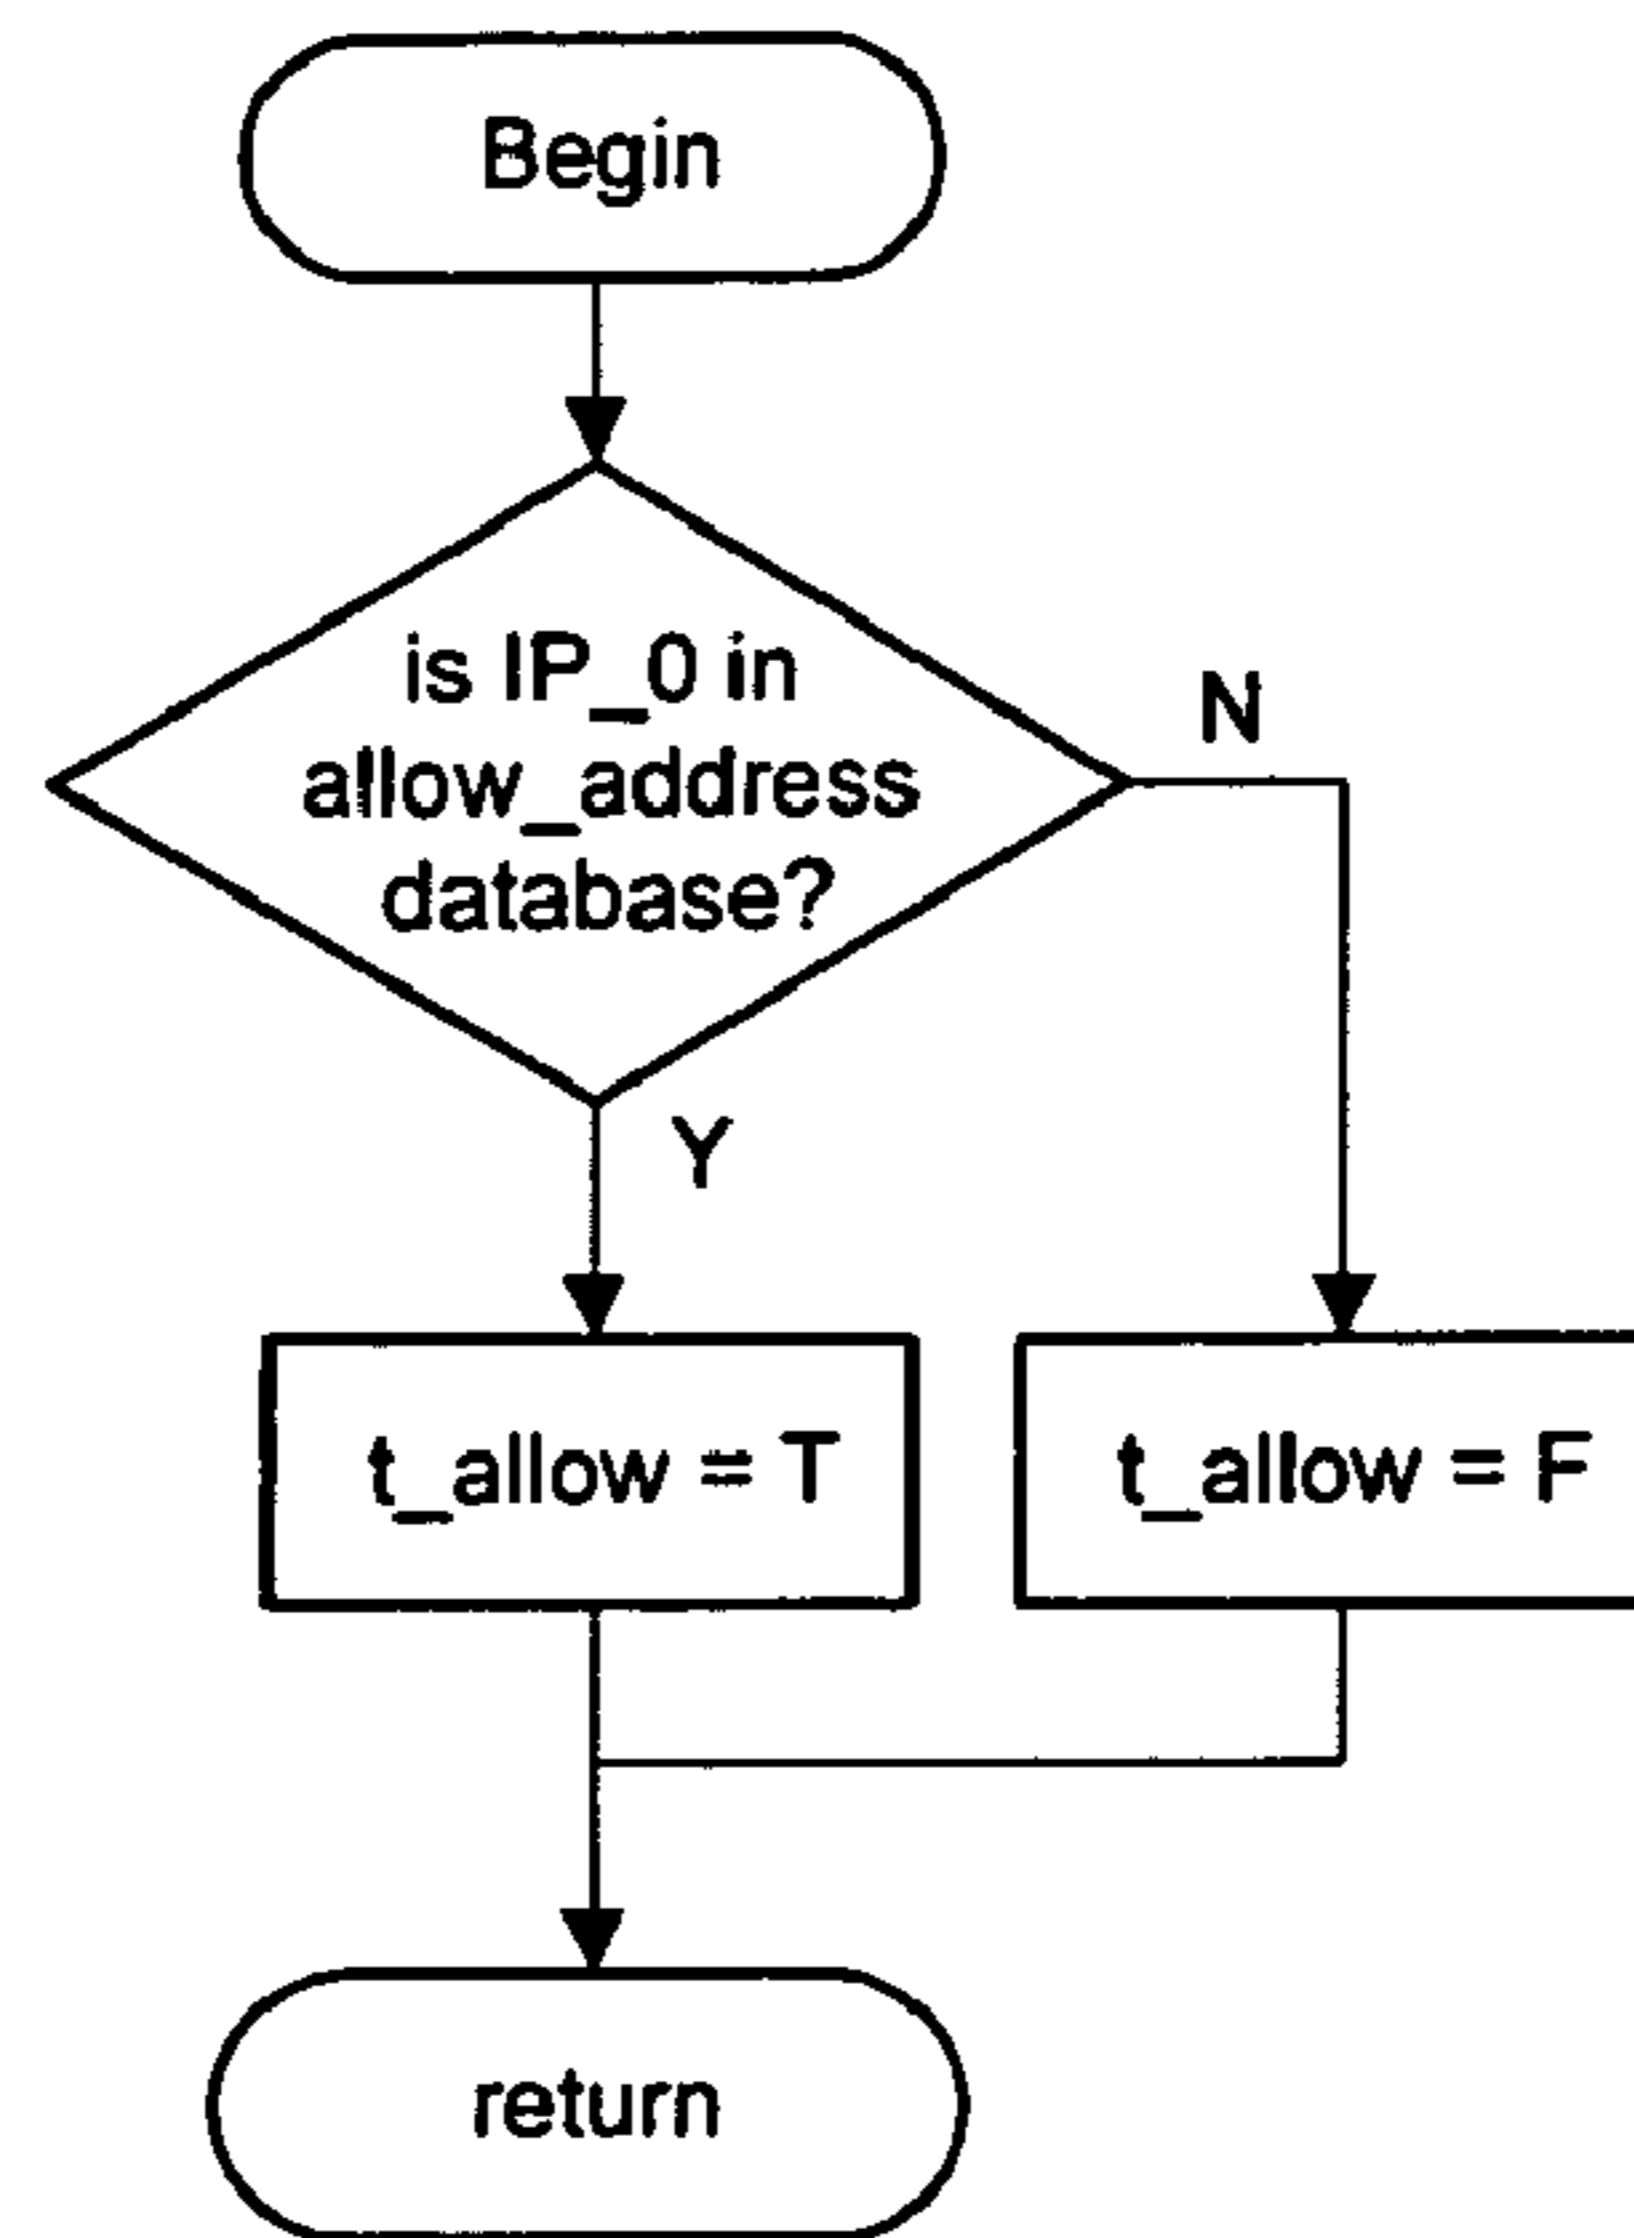 Begin
is IP_0 in
allow_address
database?
N
Y
t_allow = T
t_allow = F
return